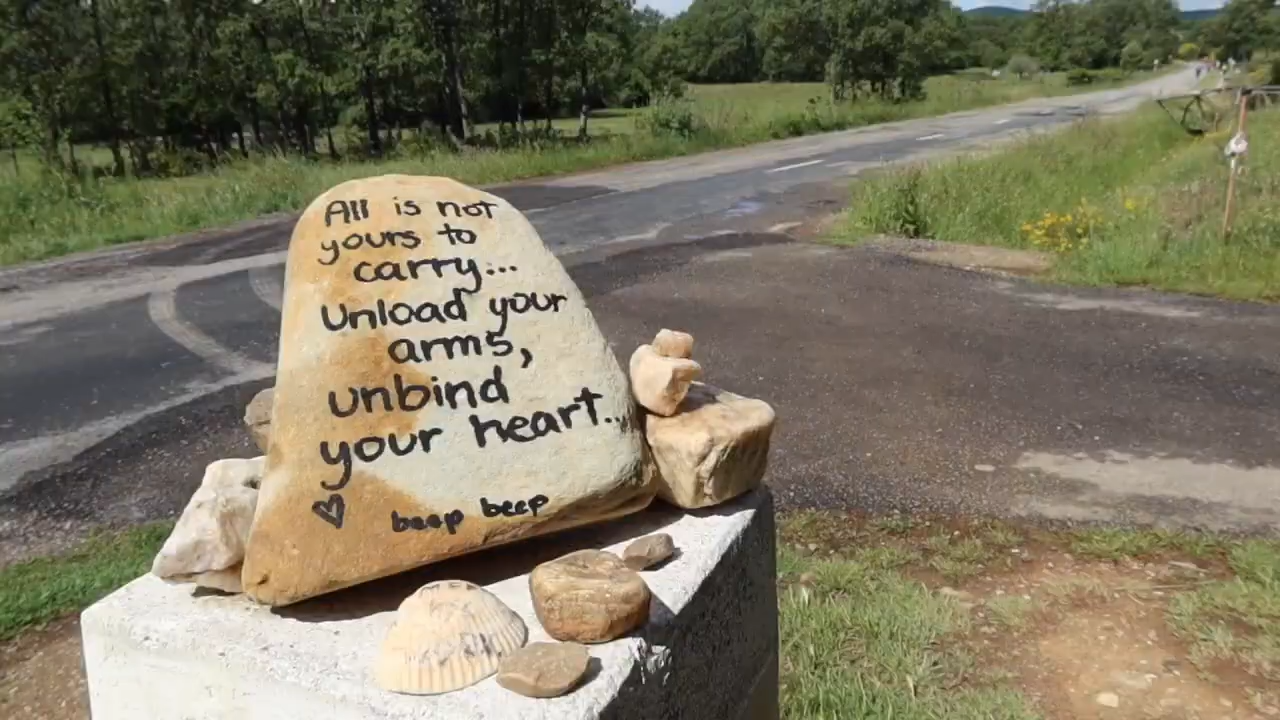 All is not
yours to
carry...
Unload your
arms,
unbind
your heart...
♡ beep beep